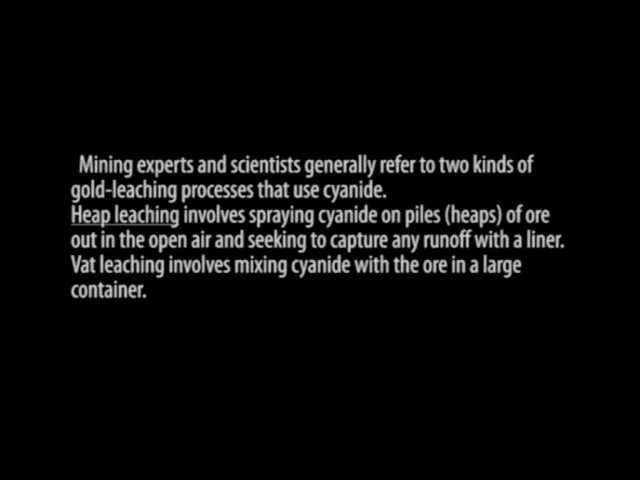 Mining experts and scientists generally refer to two kinds of
gold-leaching processes that use cyanide.
Heap leaching involves spraying cyanide on piles (heaps) of ore
out in the open air and seeking to capture any runoff with a liner.
Vat leaching involves mixing cyanide with the ore in a large
container.